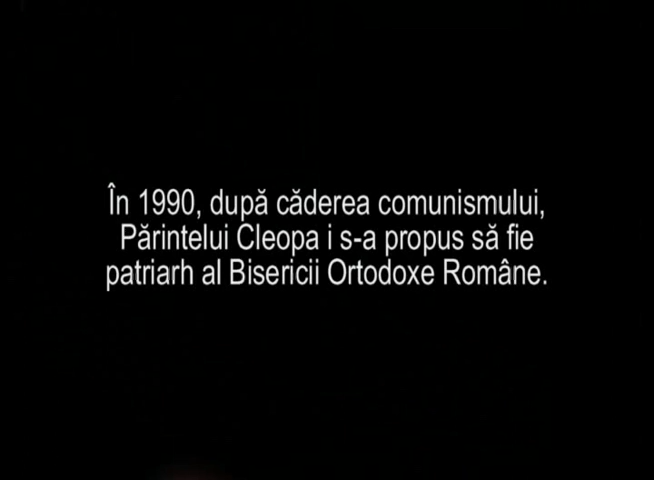 În 1990, după căderea comunismului,
Părintelui Cleopa i s-a propus să fie
patriarh al Bisericii Ortodoxe Române.